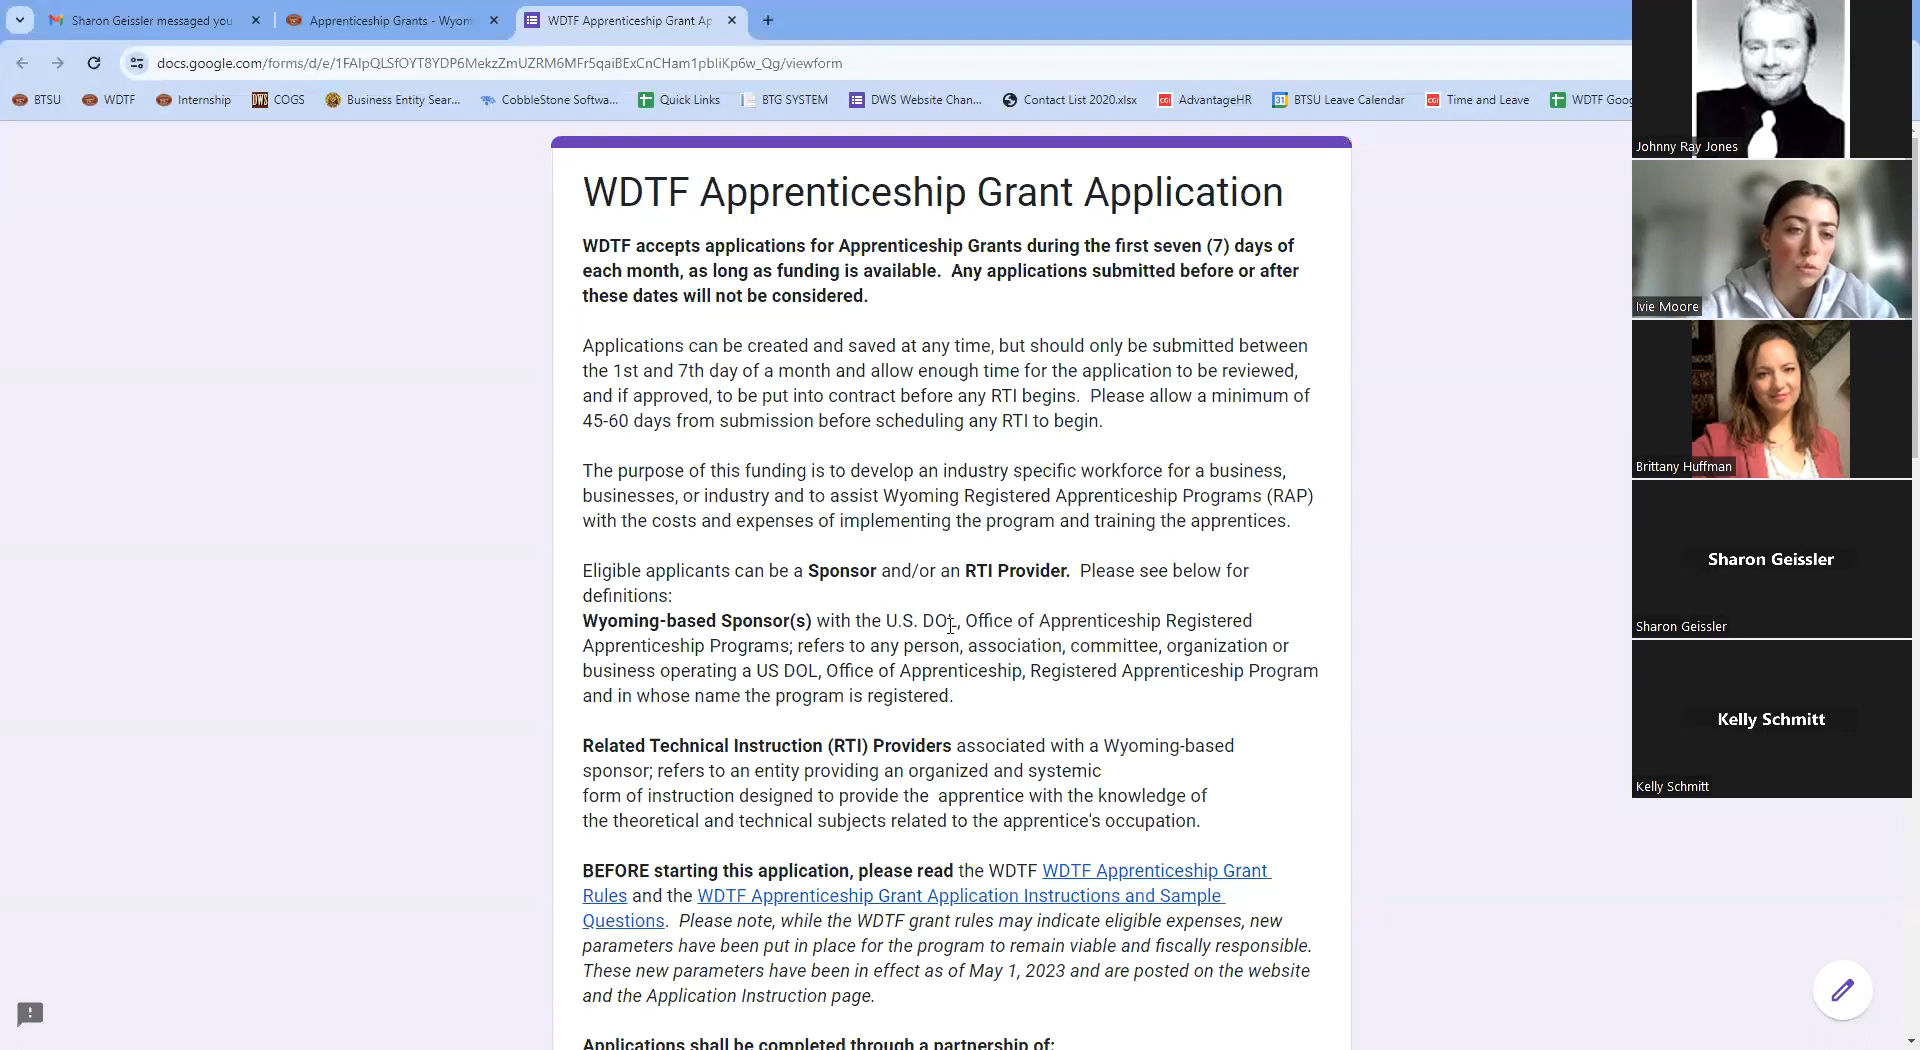 Sharon Geissler messaged you
Apprenticeship Grants - Wyom
WDTF Apprenticeship Grant Ap
docs.google.com/forms/d/e/1FAIpQLSfOYT8YDP6MekzZmUZRM6MFr5qaiBExCnCHam1pbliKp6w_Qg/viewform
BTSU
WDTF
Internship
DWS
COGS
Business Entity Sear...
CobbleStone Softwa...
Quick Links
BTG SYSTEM
DWS Website Chan...
Contact List 2020.xlsx
CGI
AdvantageHR
31
BTSU Leave Calendar
CGI
Time and Leave
WDTF Goo
WDTF Apprenticeship Grant Application
WDTF accepts applications for Apprenticeship Grants during the first seven (7) days of
each month, as long as funding is available.  Any applications submitted before or after
these dates will not be considered.
Applications can be created and saved at any time, but should only be submitted between
the 1st and 7th day of a month and allow enough time for the application to be reviewed,
and if approved, to be put into contract before any RTI begins.  Please allow a minimum of
45-60 days from submission before scheduling any RTI to begin.
The purpose of this funding is to develop an industry specific workforce for a business,
businesses, or industry and to assist Wyoming Registered Apprenticeship Programs (RAP)
with the costs and expenses of implementing the program and training the apprentices.
Eligible applicants can be a Sponsor and/or an RTI Provider.  Please see below for
definitions:
Wyoming-based Sponsor(s) with the U.S. DOL, Office of Apprenticeship Registered
Apprenticeship Programs; refers to any person, association, committee, organization or
business operating a US DOL, Office of Apprenticeship, Registered Apprenticeship Program
and in whose name the program is registered.
Related Technical Instruction (RTI) Providers associated with a Wyoming-based
sponsor; refers to an entity providing an organized and systemic
form of instruction designed to provide the  apprentice with the knowledge of
the theoretical and technical subjects related to the apprentice's occupation.
BEFORE starting this application, please read the WDTF WDTF Apprenticeship Grant
Rules and the WDTF Apprenticeship Grant Application Instructions and Sample
Questions.  Please note, while the WDTF grant rules may indicate eligible expenses, new
parameters have been put in place for the program to remain viable and fiscally responsible.
These new parameters have been in effect as of May 1, 2023 and are posted on the website
and the Application Instruction page.
Applications shall be completed through a partnership of:
Johnny Ray Jones
Ivie Moore
Brittany Huffman
Sharon Geissler
Sharon Geissler
Kelly Schmitt
Kelly Schmitt